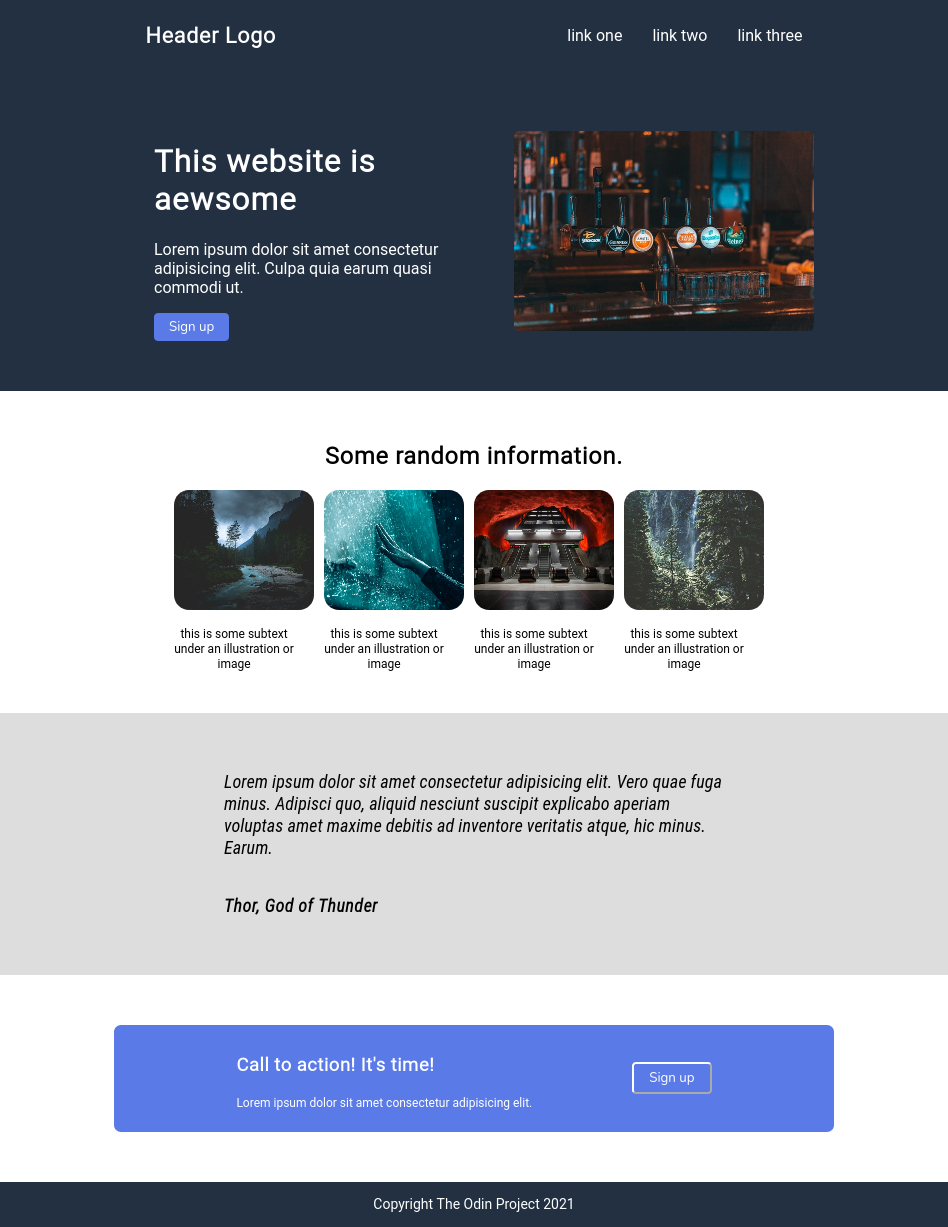 Header Logo
link one link two link three
This website is
aewsome
Lorem ipsum dolor sit amet consectetur
adipisicing elit. Culpa quia earum quasi
commodi ut.
Sign up
Some random information.
this is some subtext
under an illustration or
image
this is some subtext
under an illustration or
image
this is some subtext
under an illustration or
image
this is some subtext
under an illustration or
image
Lorem ipsum dolor sit amet consectetur adipisicing elit. Vero quae fuga
minus. Adipisci quo, aliquid nesciunt suscipit explicabo aperiam
voluptas amet maxime debitis ad inventore veritatis atque, hic minus.
Earum.
Thor, God of Thunder
Call to action! It's time!
Lorem ipsum dolor sit amet consectetur adipisicing elit.
Sign up
Copyright The Odin Project 2021